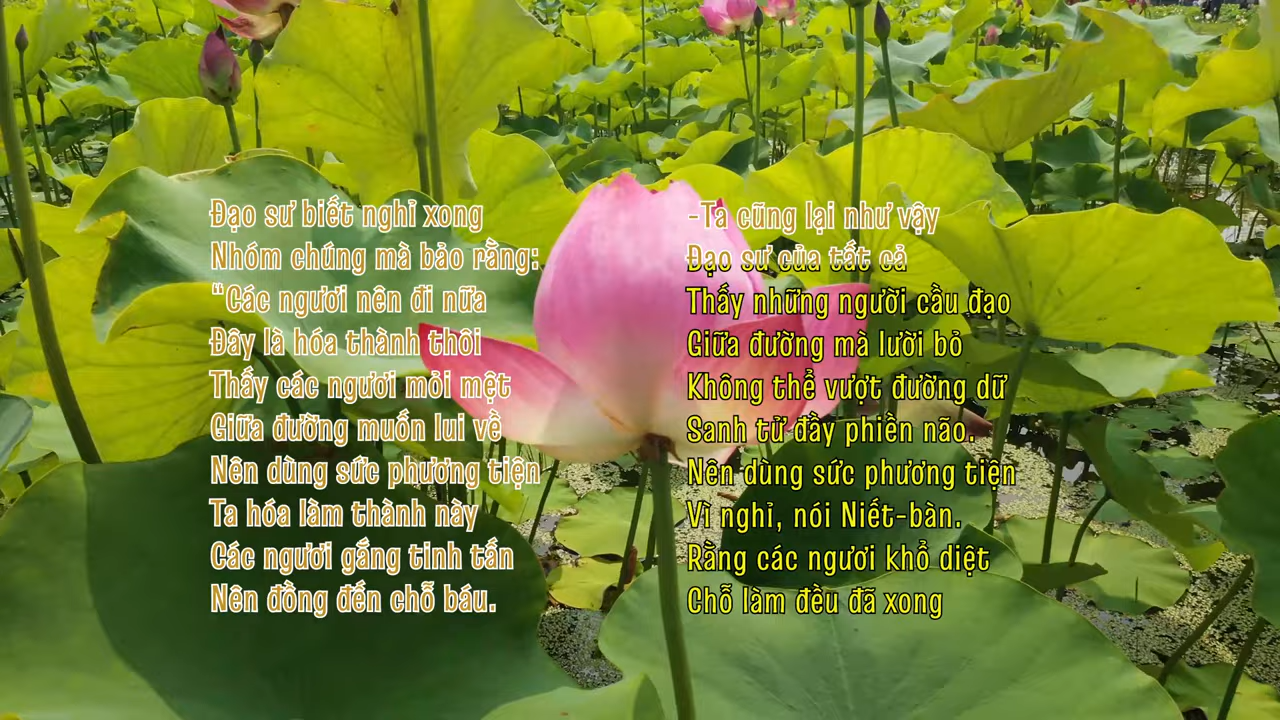 Đạo sư biết nghỉ xong
Nhóm chúng mà bảo rằng:
“Các ngươi nên đi nữa
Đây là hóa thành thôi
Thấy các ngươi mỏi mệt
Giữa đường muốn lui về
Nên dùng sức phương tiện
Ta hóa làm thành này
Các ngươi gắng tinh tấn
Nên đồng đến chỗ báu.
-Ta cũng lại như vậy
Đạo sư của tất cả
Thấy những người cầu đạo
Giữa đường mà lười bỏ
Không thể vượt đường dữ
Sanh tử đầy phiền não.
Nên dùng sức phương tiện
Vì nghỉ, nói Niết-bàn.
Rằng các ngươi khổ diệt
Chỗ làm đều đã xong